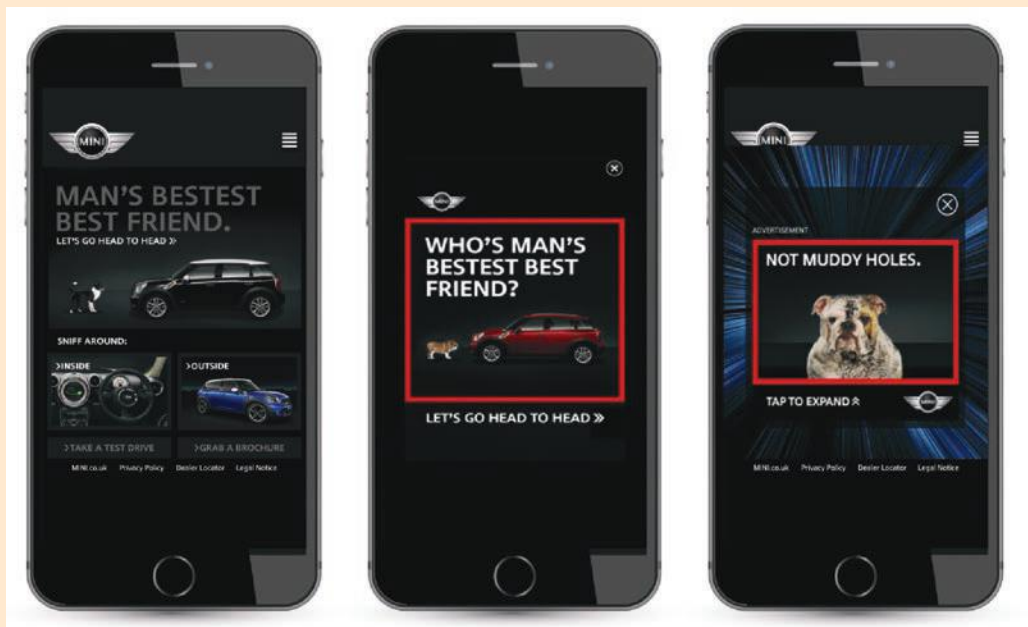 MINI
MAN'S BESTEST
BEST FRIEND.
LET'S GO HEAD TO HEAD »
SNIFF AROUND:
>INSIDE
>OUTSIDE
>TAKE A TEST DRIVE
>GRAB A BROCHURE
MINI.co.uk Privacy Policy Dealer Locator Legal Notice
MINI
WHO'S MAN'S
BESTEST BEST
FRIEND?
LET'S GO HEAD TO HEAD »
MINI
ADVERTISEMENT
NOT MUDDY HOLES.
TAP TO EXPAND
MINI
MINI.co.uk Privacy Policy Dealer Locator Legal Notice